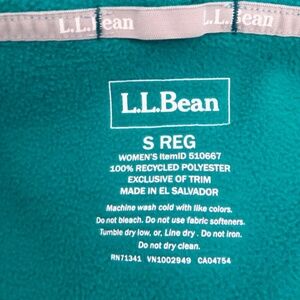 L.L.Bean
L.L.Bean
L.L.Bean
S REG
WOMEN'S ItemID 510667
100% RECYCLED POLYESTER
EXCLUSIVE OF TRIM
MADE IN EL SALVADOR
Machine wash cold with like colors.
Do not bleach. Do not use fabric softeners.
Tumble dry low, or, Line dry. Do not iron.
Do not dry clean.
RN71341 VN1002949 CA04754